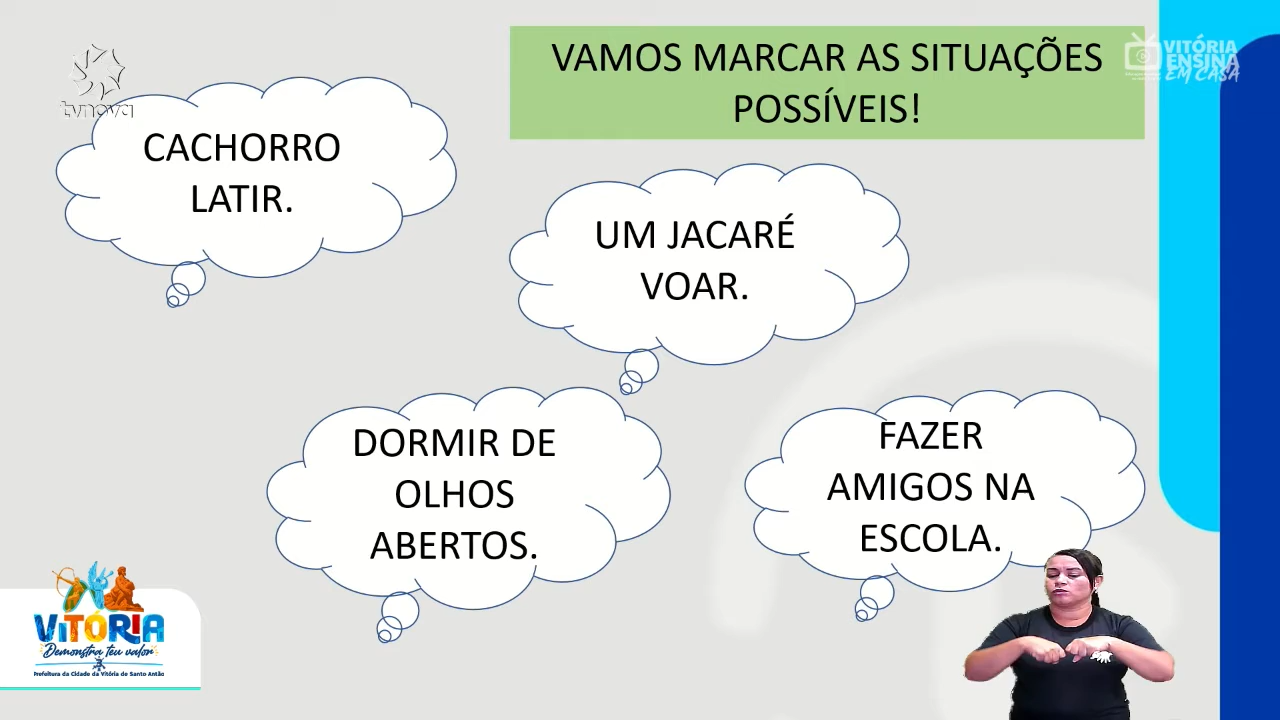 VAMOS MARCAR AS SITUAÇÕES
POSSÍVEIS!
VITÓRIA
ENSINA
EM CASA
tvnova
CACHORRO
LATIR.
UM JACARÉ
VOAR.
DORMIR DE
OLHOS
ABERTOS.
FAZER
AMIGOS NA
ESCOLA.
VITÓRIA
Demonstra teu valor
Prefeitura da Cidade da Vitória de Santo Antão